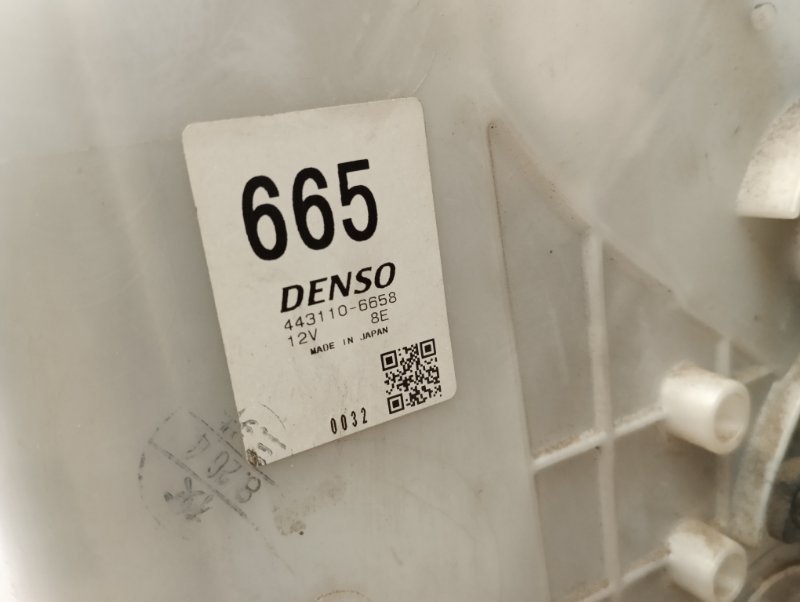 665
DENSO
443110-6658
12V 8E
MADE IN JAPAN
0032